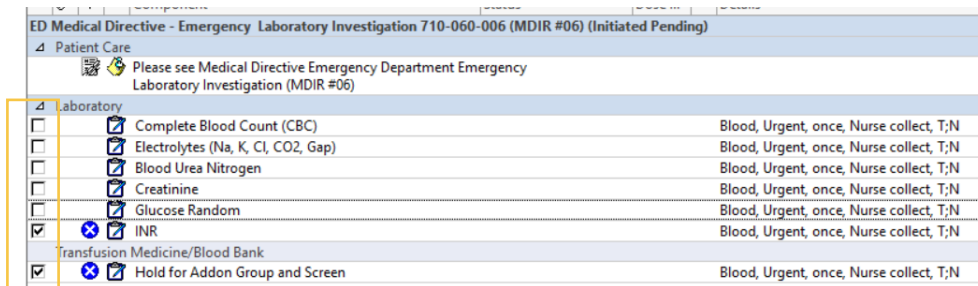 Component Status Dose ... Details
ED Medical Directive - Emergency Laboratory Investigation 710-060-006 (MDIR #06) (Initiated Pending)
Patient Care
Please see Medical Directive Emergency Department Emergency
Laboratory Investigation (MDIR #06)
Laboratory
Complete Blood Count (CBC) Blood, Urgent, once, Nurse collect, T;N
Electrolytes (Na, K, Cl, CO2, Gap) Blood, Urgent, once, Nurse collect, T;N
Blood Urea Nitrogen Blood, Urgent, once, Nurse collect, T;N
Creatinine Blood, Urgent, once, Nurse collect, T;N
Glucose Random Blood, Urgent, once, Nurse collect, T;N
INR Blood, Urgent, once, Nurse collect, T;N
Transfusion Medicine/Blood Bank
Hold for Addon Group and Screen Blood, Urgent, once, Nurse collect, T;N